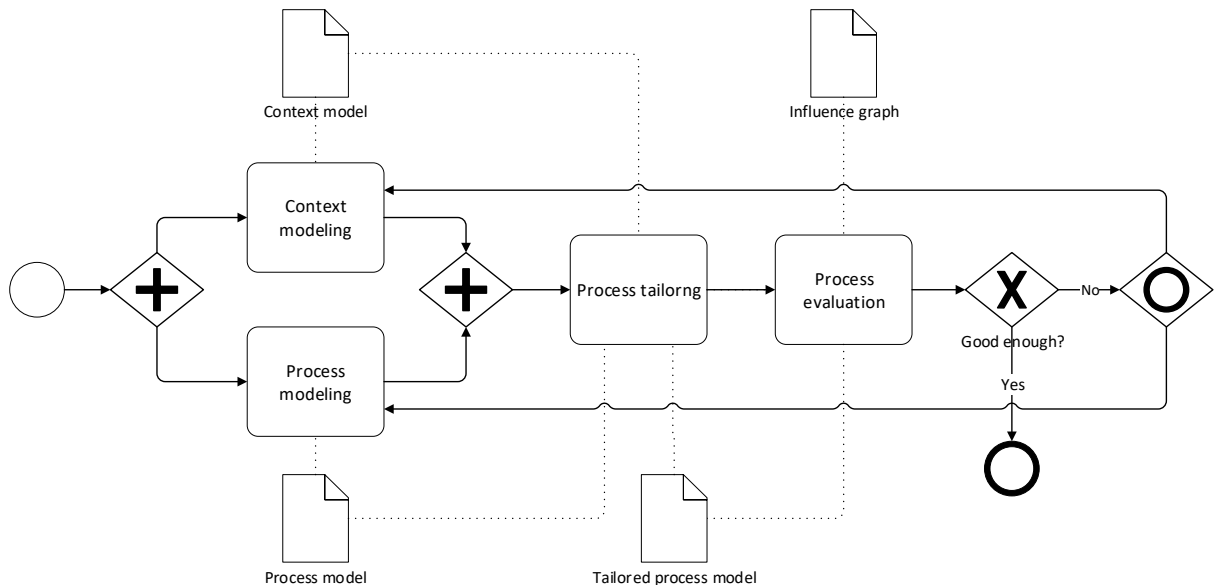 Context model
Influence graph
Context
modeling
Process tailorng
Process
evaluation
X
No
Good enough?
Process
modeling
Yes
Process model
Tailored process model